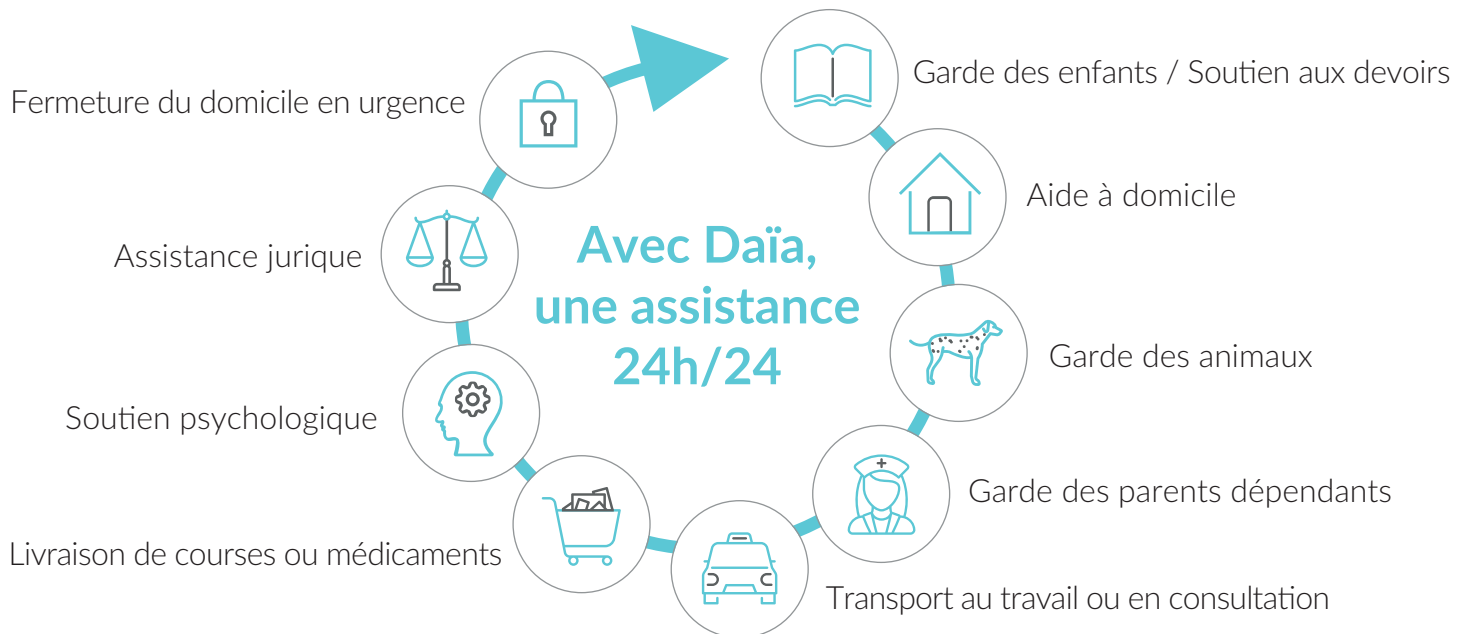 Garde des enfants / Soutien aux devoirs
Fermeture du domicile en urgence
Aide à domicile
Avec Daïa,
une assistance
24h/24
Assistance jurique
Garde des animaux
Soutien psychologique
Garde des parents dépendants
Livraison de courses ou médicaments
Transport au travail ou en consultation